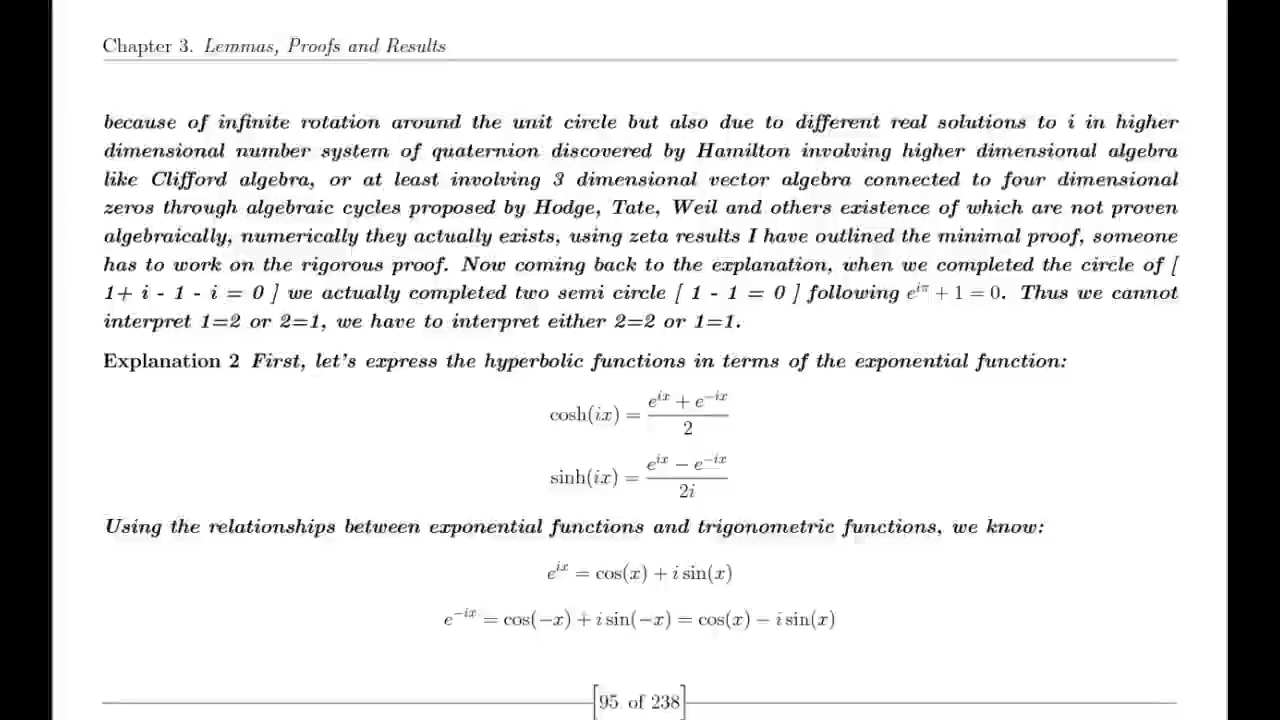 Chapter 3. Lemmas, Proofs and Results
because of infinite rotation around the unit circle but also due to different real solutions to i in higher
dimensional number system of quaternion discovered by Hamilton involving higher dimensional algebra
like Clifford algebra, or at least involving 3 dimensional vector algebra connected to four dimensional
zeros through algebraic cycles proposed by Hodge, Tate, Weil and others existence of which are not proven
algebraically, numerically they actually exists, using zeta results I have outlined the minimal proof, someone
has to work on the rigorous proof. Now coming back to the explanation, when we completed the circle of [
1+ i - 1 - i = 0 ] we actually completed two semi circle [ 1 - 1 = 0 ] following e^{iπ} + 1 = 0. Thus we cannot
interpret 1=2 or 2=1, we have to interpret either 2=2 or 1=1.
Explanation 2 First, let's express the hyperbolic functions in terms of the exponential function:
cosh(ix) = \frac{e^{ix} + e^{-ix}}{2}
sinh(ix) = \frac{e^{ix} - e^{-ix}}{2i}
Using the relationships between exponential functions and trigonometric functions, we know:
e^{ix} = cos(x) + i sin(x)
e^{-ix} = cos(-x) + i sin(-x) = cos(x) - i sin(x)
[95 of 238]